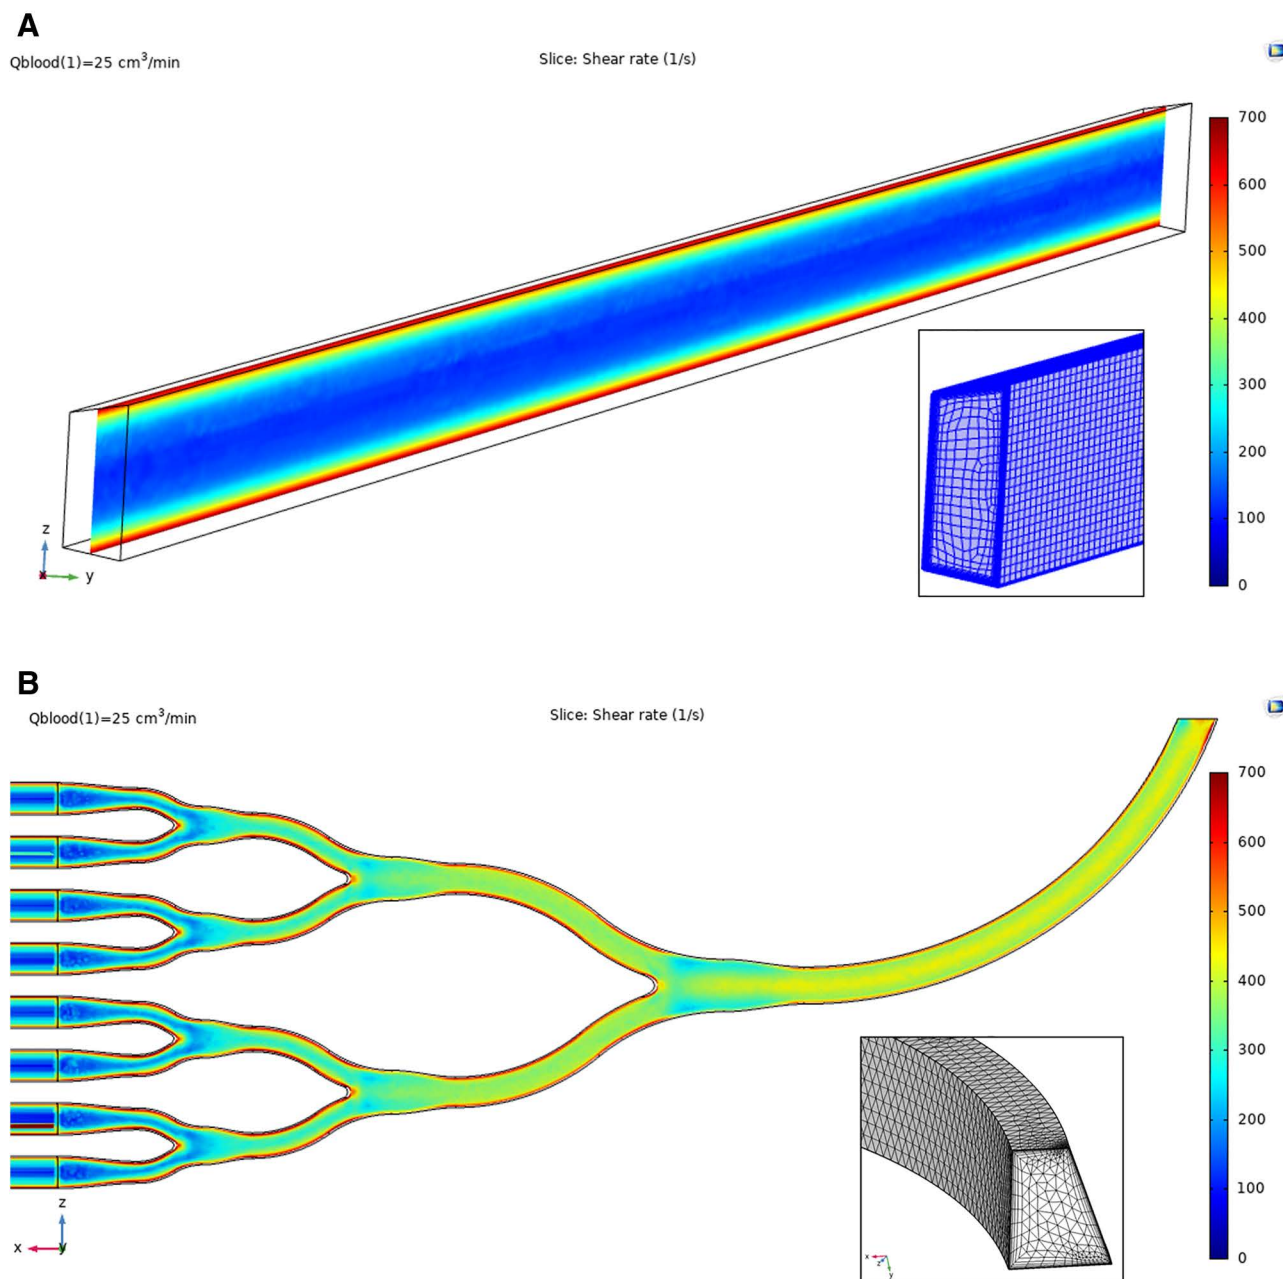 A
Qblood(1)=25 cm³/min
Slice: Shear rate (1/s)
700
600
500
400
300
200
100
0
z
x
y
B
Qblood(1)=25 cm³/min
Slice: Shear rate (1/s)
700
600
500
400
300
200
100
0
z
x
y
x
z
y